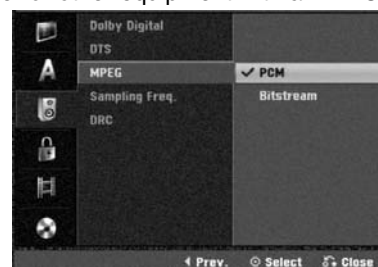 Dolby Digital
DTS
MPEG
✓ PCM
Sampling Freq.
Bitstream
DRC
A
Prev.
Select
Close